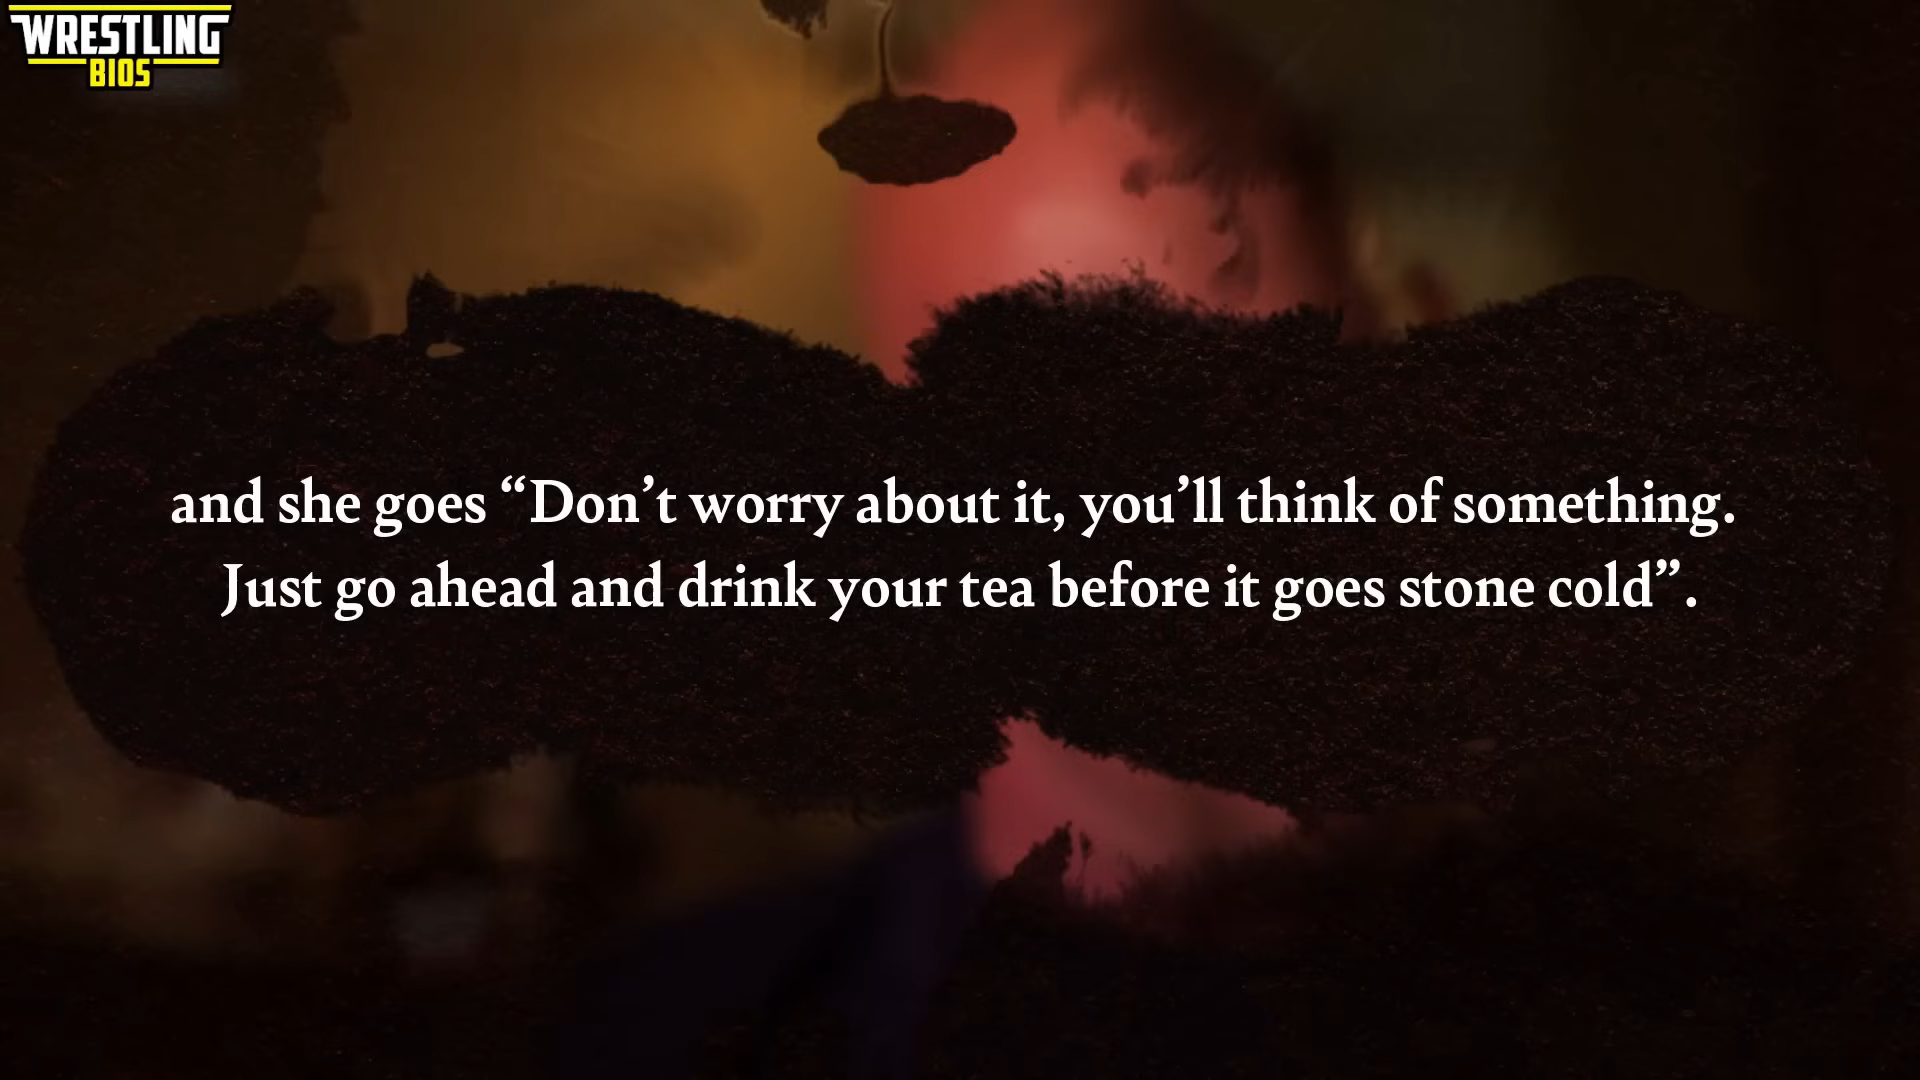 WRESTLING
BIOS
and she goes “Don’t worry about it, you’ll think of something.
Just go ahead and drink your tea before it goes stone cold”.